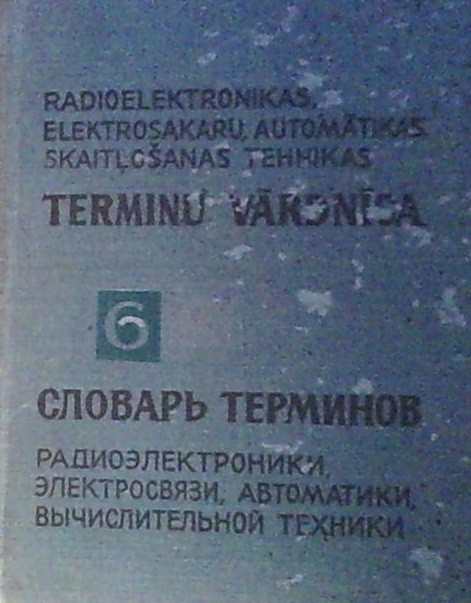 RADIOELEKTRONIKAS,
ELEKTROSAKARU, AUTOMĀTIKAS
SKAITĻOŠANAS TEHNIKAS
TERMINU VĀRDNĪCA
6
СЛОВАРЬ ТЕРМИНОВ
РАДИОЭЛЕКТРОНИКИ,
ЭЛЕКТРОСВЯЗИ, АВТОМАТИКИ,
ВЫЧИСЛИТЕЛЬНОЙ ТЕХНИКИ